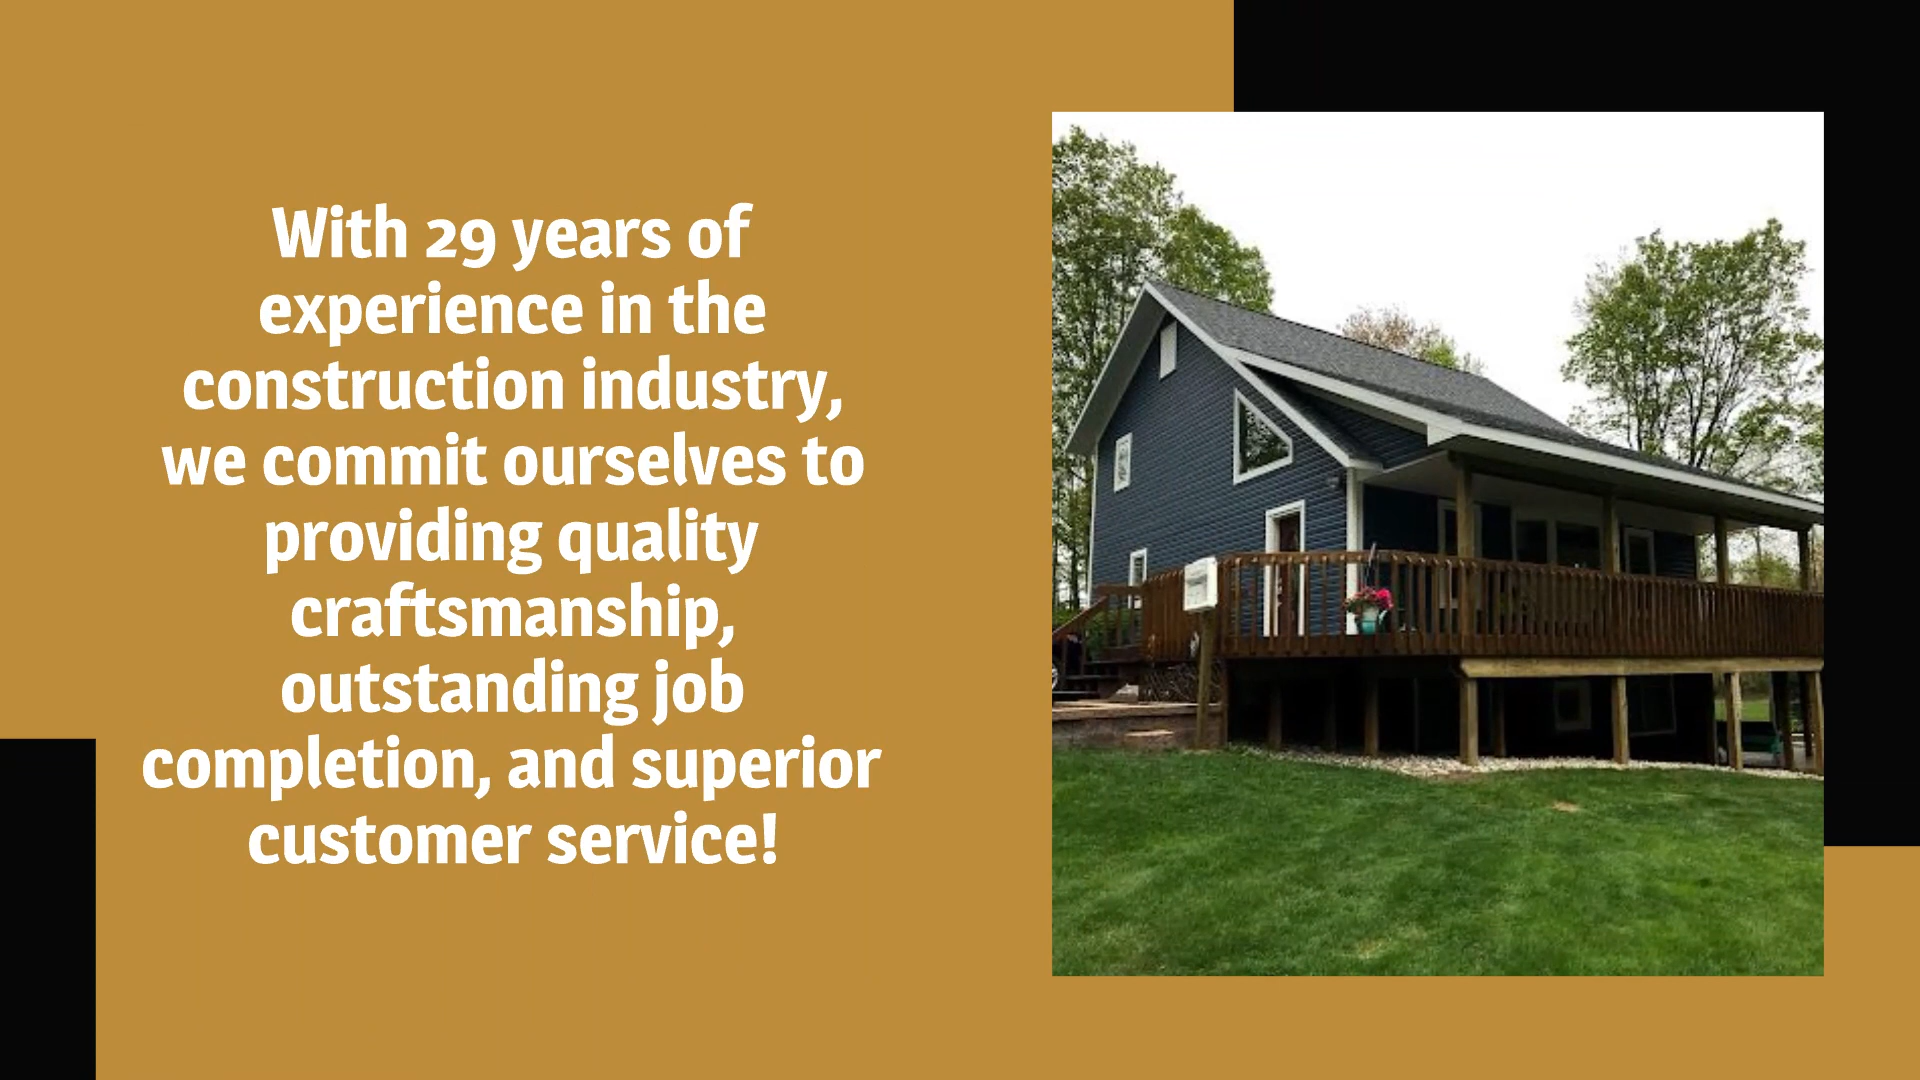 With 29 years of
experience in the
construction industry,
we commit ourselves to
providing quality
craftsmanship,
outstanding job
completion, and superior
customer service!